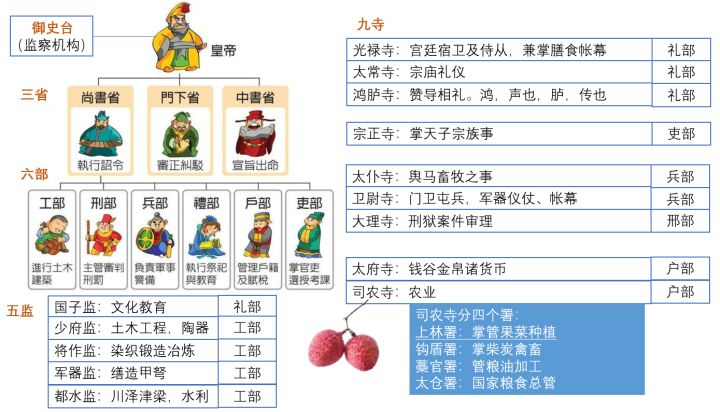 御史台
（监察机构）
皇帝
三省
尚書省
執行詔令
門下省
審正糾駁
中書省
宣旨出命
六部
工部
進行土木
建築
刑部
主管審判
刑罰
兵部
負責軍事
警備
禮部
執行祭祀
與教育
戶部
管理戶籍
及賦稅
吏部
掌官吏
選授考課
五监
国子监：文化教育 礼部
少府监：土木工程，陶器 工部
将作监：染织锻造冶炼 工部
军器监：缮造甲弩 工部
都水监：川泽津梁，水利 工部
九寺
光禄寺：宫廷宿卫及侍从，兼掌膳食帐幕 礼部
太常寺：宗庙礼仪 礼部
鸿胪寺：赞导相礼。鸿，声也，胪，传也 礼部
宗正寺：掌天子宗族事 吏部
太仆寺：舆马畜牧之事 兵部
卫尉寺：门卫屯兵，军器仪仗、帐幕 兵部
大理寺：刑狱案件审理 邢部
太府寺：钱谷金帛诸货币 户部
司农寺：农业 户部
司农寺分四个署：
上林署：掌管果菜种植
钩盾署：掌柴炭禽畜
藁官署：管粮油加工
太仓署：国家粮食总管